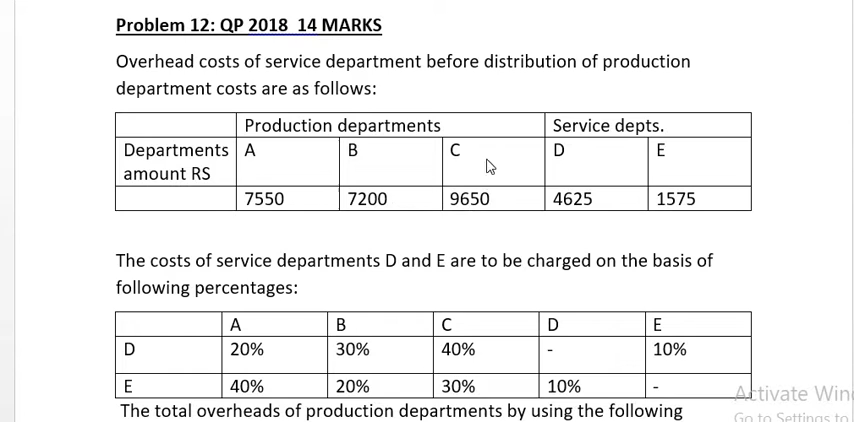 Problem 12: QP 2018  14 MARKS
Overhead costs of service department before distribution of production
department costs are as follows:
Production departments Service depts.
Departments A B C D E
amount RS
7550 7200 9650 4625 1575
The costs of service departments D and E are to be charged on the basis of
following percentages:
A B C D E
D 20% 30% 40% - 10%
E 40% 20% 30% 10% -
The total overheads of production departments by using the following
Activate Win
Go to Settings to